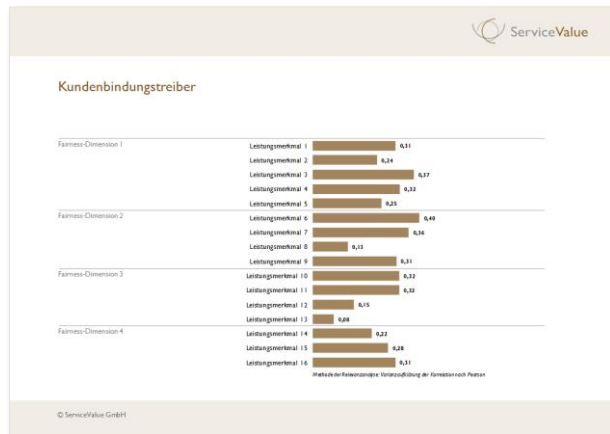 ServiceValue
Kundenbindungstreiber
Fairness-Dimension 1
Leistungsmerkmal 1 0,31
Leistungsmerkmal 2 0,24
Leistungsmerkmal 3 0,37
Leistungsmerkmal 4 0,32
Leistungsmerkmal 5 0,25
Fairness-Dimension 2
Leistungsmerkmal 6 0,40
Leistungsmerkmal 7 0,36
Leistungsmerkmal 8 0,13
Leistungsmerkmal 9 0,31
Fairness-Dimension 3
Leistungsmerkmal 10 0,32
Leistungsmerkmal 11 0,32
Leistungsmerkmal 12 0,15
Leistungsmerkmal 13 0,08
Fairness-Dimension 4
Leistungsmerkmal 14 0,22
Leistungsmerkmal 15 0,28
Leistungsmerkmal 16 0,31
Methode der Relevanzanalyse: Varianzaufklärung der Korrelation nach Pearson
© ServiceValue GmbH